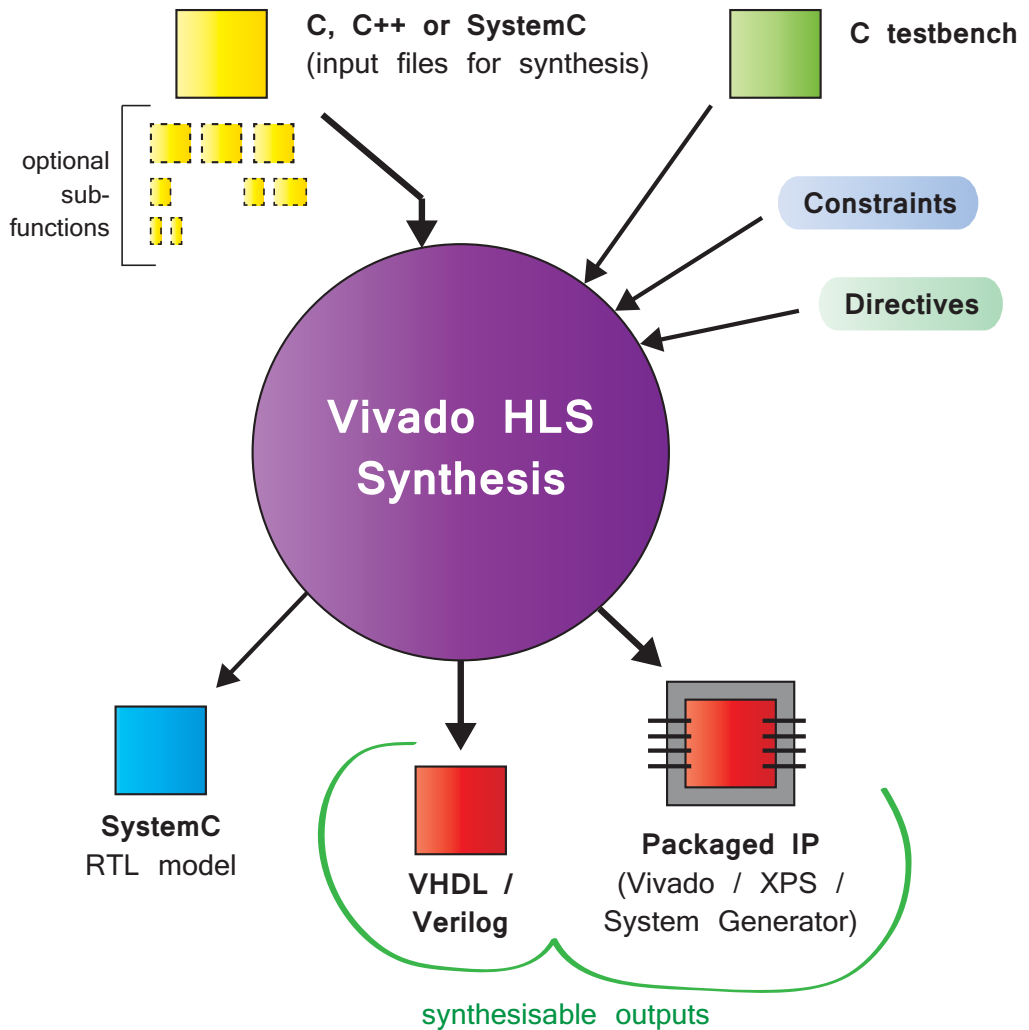 C, C++ or SystemC
(input files for synthesis)
C testbench
optional
sub-
functions
Constraints
Directives
Vivado HLS
Synthesis
SystemC
RTL model
VHDL /
Verilog
Packaged IP
(Vivado / XPS /
System Generator)
synthesisable outputs